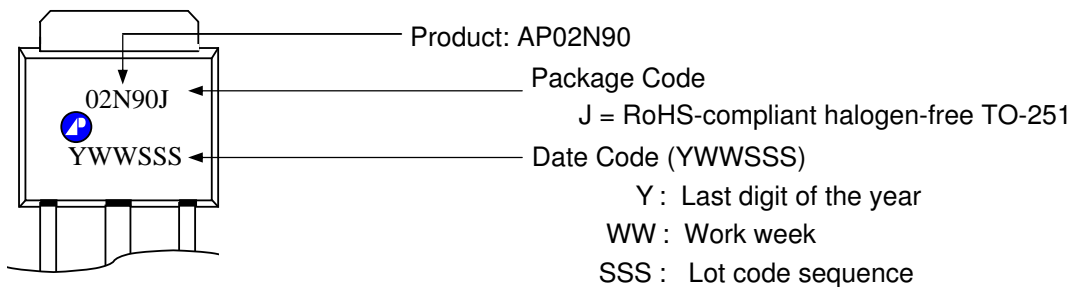 Product: AP02N90
Package Code
02N90J
J = RoHS-compliant halogen-free TO-251
AP
YWWSSS
Date Code (YWWSSS)
Y : Last digit of the year
WW : Work week
SSS : Lot code sequence